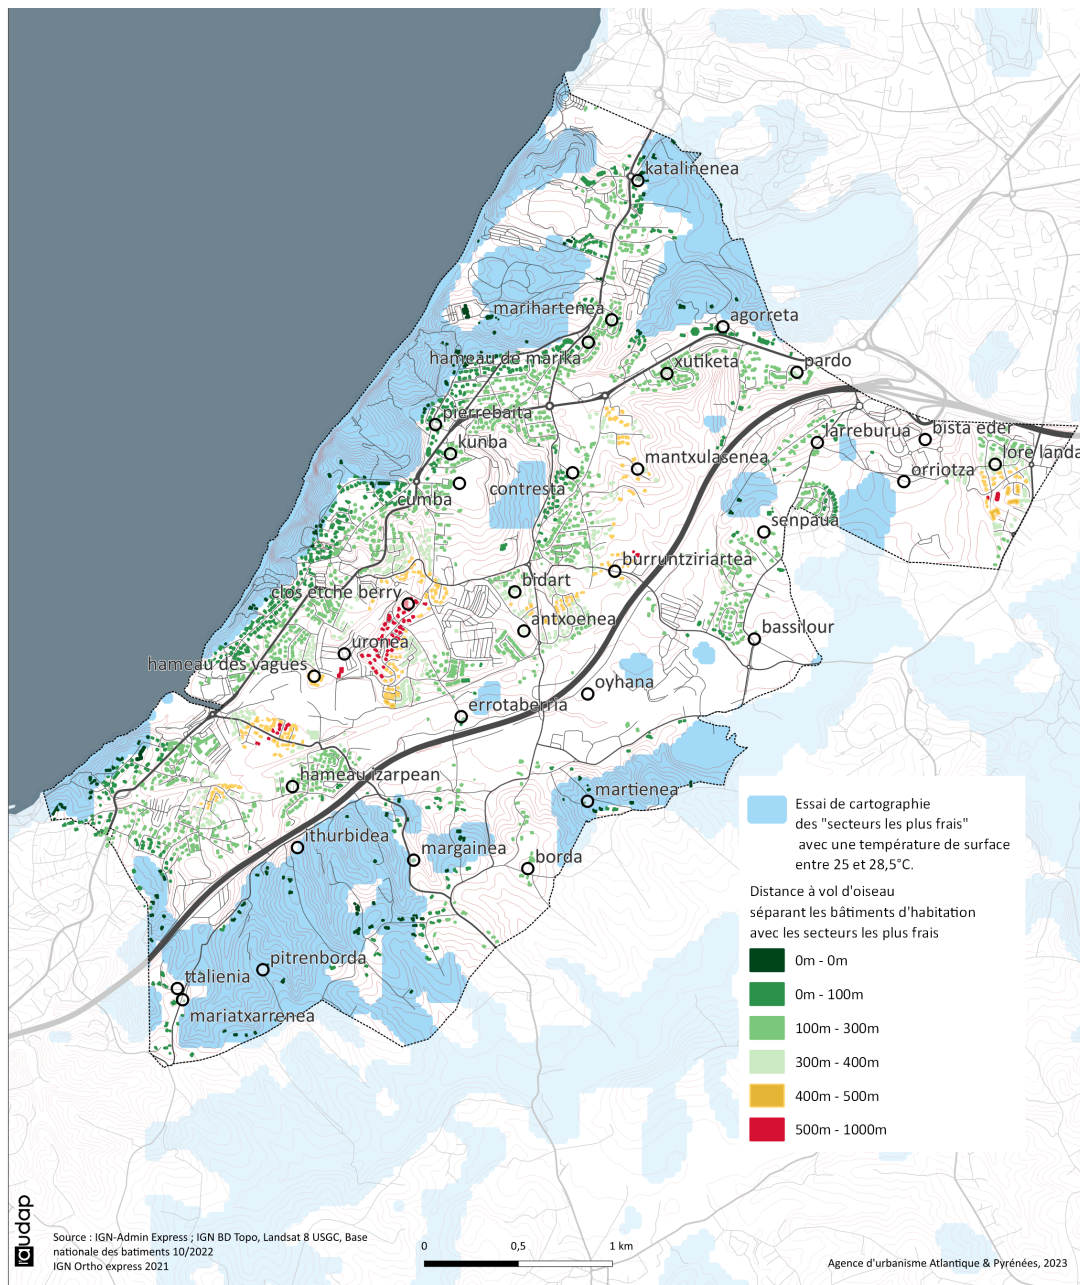 katalinenea
marihartenea
agorreta
hameau de marika
xutiketa
pardo
pierrebaita
kunba
larreburua
bista eder
mantxulasenea
lore landa
cumba
contresta
orriotza
senpaua
burruntziriartea
bidart
clos etche berry
antxoenea
bassilour
uronea
hameau des vagues
oyhana
errotaberria
hameau izarpean
martienea
ithurbidea
margainea
borda
pitrenborda
ttalienia
mariatxarrenea
Essai de cartographie
des "secteurs les plus frais"
avec une température de surface
entre 25 et 28,5°C.
Distance à vol d'oiseau
séparant les bâtiments d'habitation
avec les secteurs les plus frais
0m - 0m
0m - 100m
100m - 300m
300m - 400m
400m - 500m
500m - 1000m
audap
Source : IGN-Admin Express ; IGN BD Topo, Landsat 8 USGC, Base
nationale des batiments 10/2022
IGN Ortho express 2021
0 0,5 1 km
Agence d'urbanisme Atlantique & Pyrénées, 2023